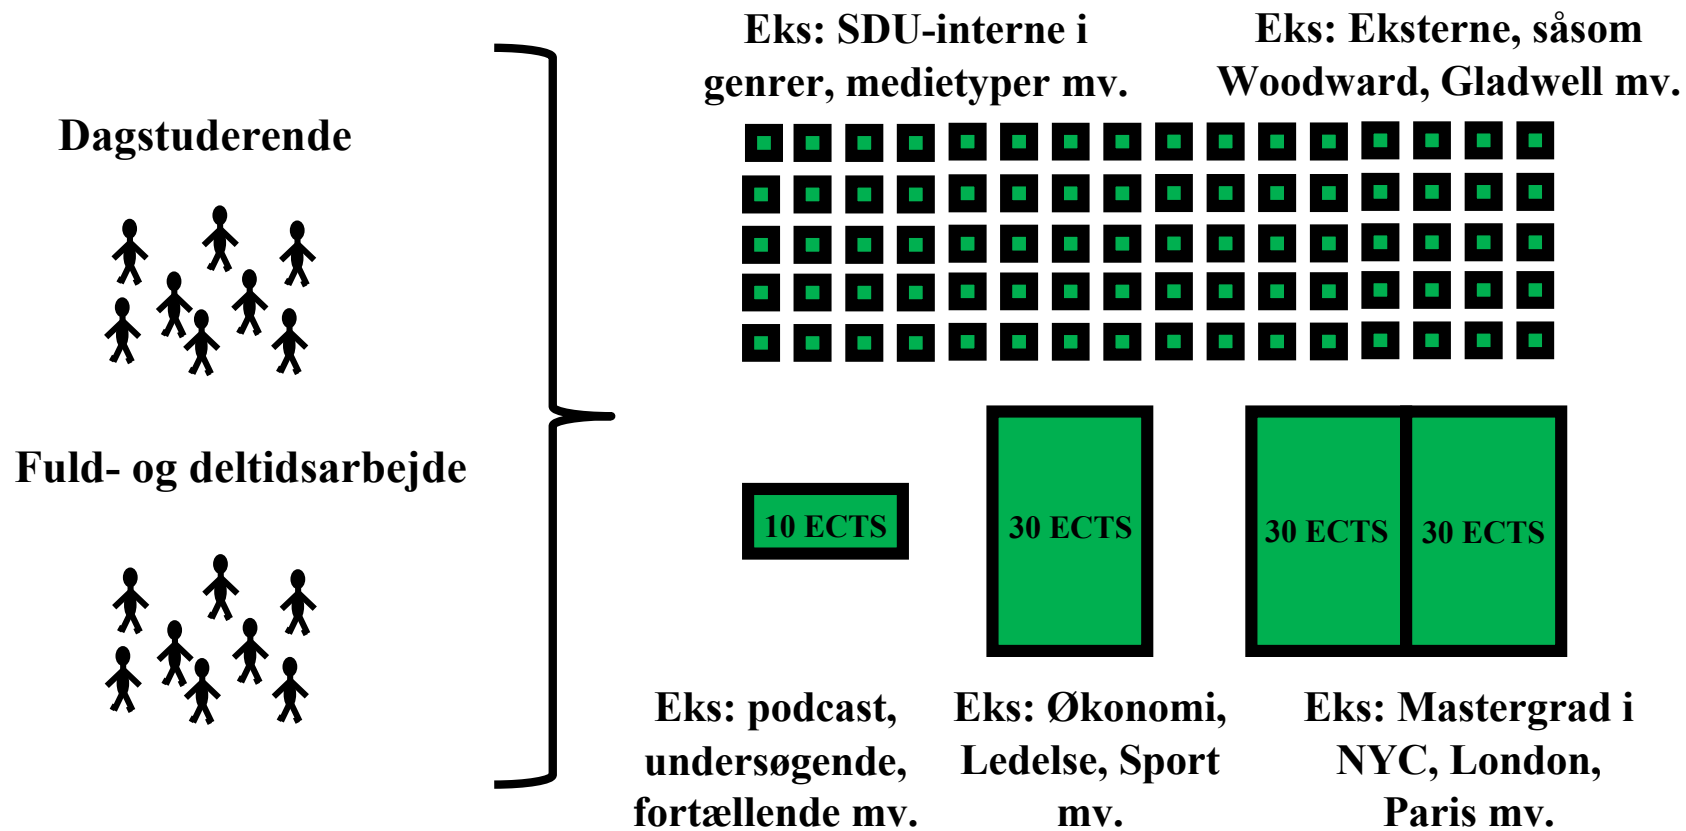 Eks: SDU-interne i
genrer, medietyper mv.
Eks: Eksterne, såsom
Woodward, Gladwell mv.
Dagstuderende
Fuld- og deltidsarbejde
10 ECTS
30 ECTS
30 ECTS
30 ECTS
Eks: podcast,
undersøgende,
fortællende mv.
Eks: Økonomi,
Ledelse, Sport
mv.
Eks: Mastergrad i
NYC, London,
Paris mv.